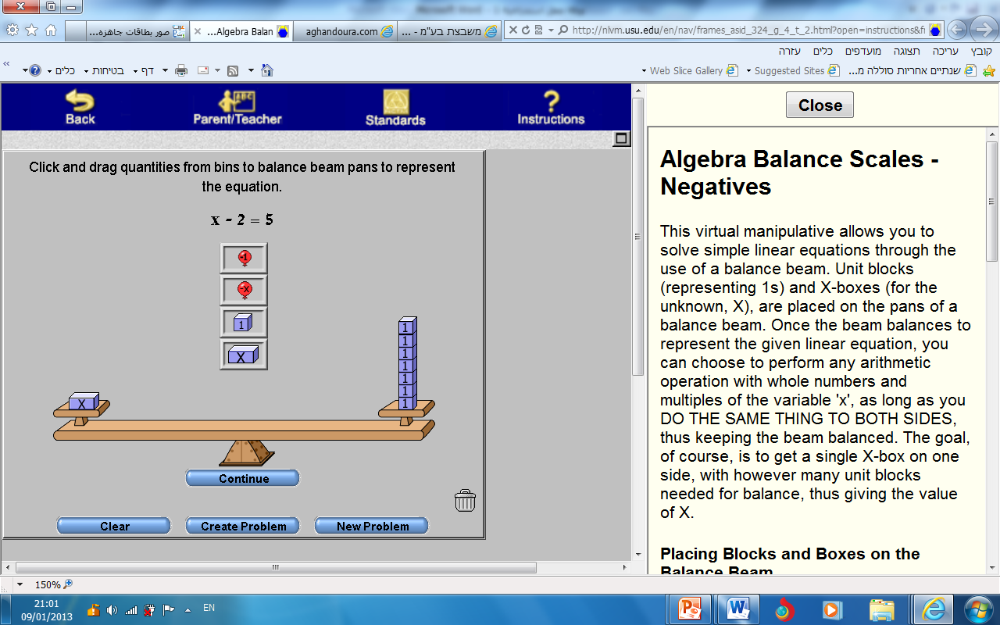 صور بطاقات جاهزه...
Algebra Balan...
aghandoura.com
משבצת בע"מ - ...
http://nlvm.usu.edu/en/nav/frames_asid_324_g_4_t_2.html?open=instructions&f
קובץ עריכה תצוגה מועדפים כלים עזרה
דף בטיחות כלים
Web Slice Gallery
Suggested Sites
שנתיים אחריות סוללה מ...
Back
Parent/Teacher
Standards
Instructions
Close
Click and drag quantities from bins to balance beam pans to represent
the equation.
x - 2 = 5
-1
-x
1
X
X
1
1
1
1
1
1
1
Continue
Clear
Create Problem
New Problem
Algebra Balance Scales -
Negatives
This virtual manipulative allows you to
solve simple linear equations through the
use of a balance beam. Unit blocks
(representing 1s) and X-boxes (for the
unknown, X), are placed on the pans of a
balance beam. Once the beam balances to
represent the given linear equation, you
can choose to perform any arithmetic
operation with whole numbers and
multiples of the variable 'x', as long as you
DO THE SAME THING TO BOTH SIDES,
thus keeping the beam balanced. The goal,
of course, is to get a single X-box on one
side, with however many unit blocks
needed for balance, thus giving the value
of X.
Placing Blocks and Boxes on the
Balance Beam
150%
21:01
09/01/2013
EN